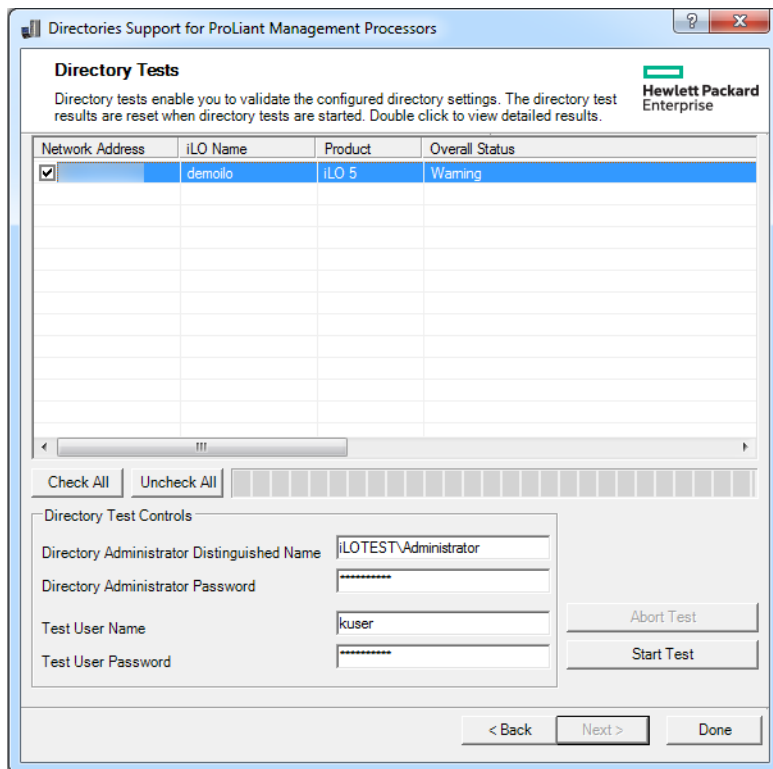 Directories Support for ProLiant Management Processors
?
X
Directory Tests
Directory tests enable you to validate the configured directory settings. The directory test
results are reset when directory tests are started. Double click to view detailed results.
Hewlett Packard
Enterprise
Network Address iLO Name Product Overall Status
demoilo iLO 5 Warning
Check All Uncheck All
Directory Test Controls
Directory Administrator Distinguished Name iLOTEST\Administrator
Directory Administrator Password **********
Test User Name kuser
Abort Test
Test User Password **********
Start Test
< Back Next > Done